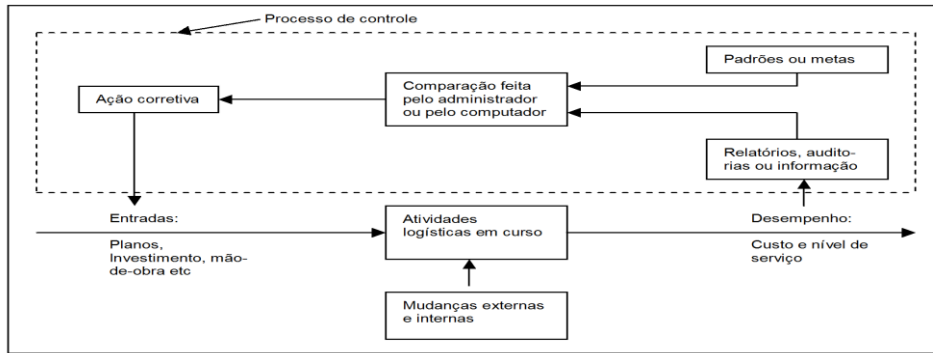 Processo de controle
Padrões ou metas
Comparação feita
pelo administrador
ou pelo computador
Ação corretiva
Relatórios, audito-
rias ou informação
Entradas:
Planos,
Investimento, mão-
de-obra etc
Atividades
logísticas em curso
Desempenho:
Custo e nível de
serviço
Mudanças externas
e internas